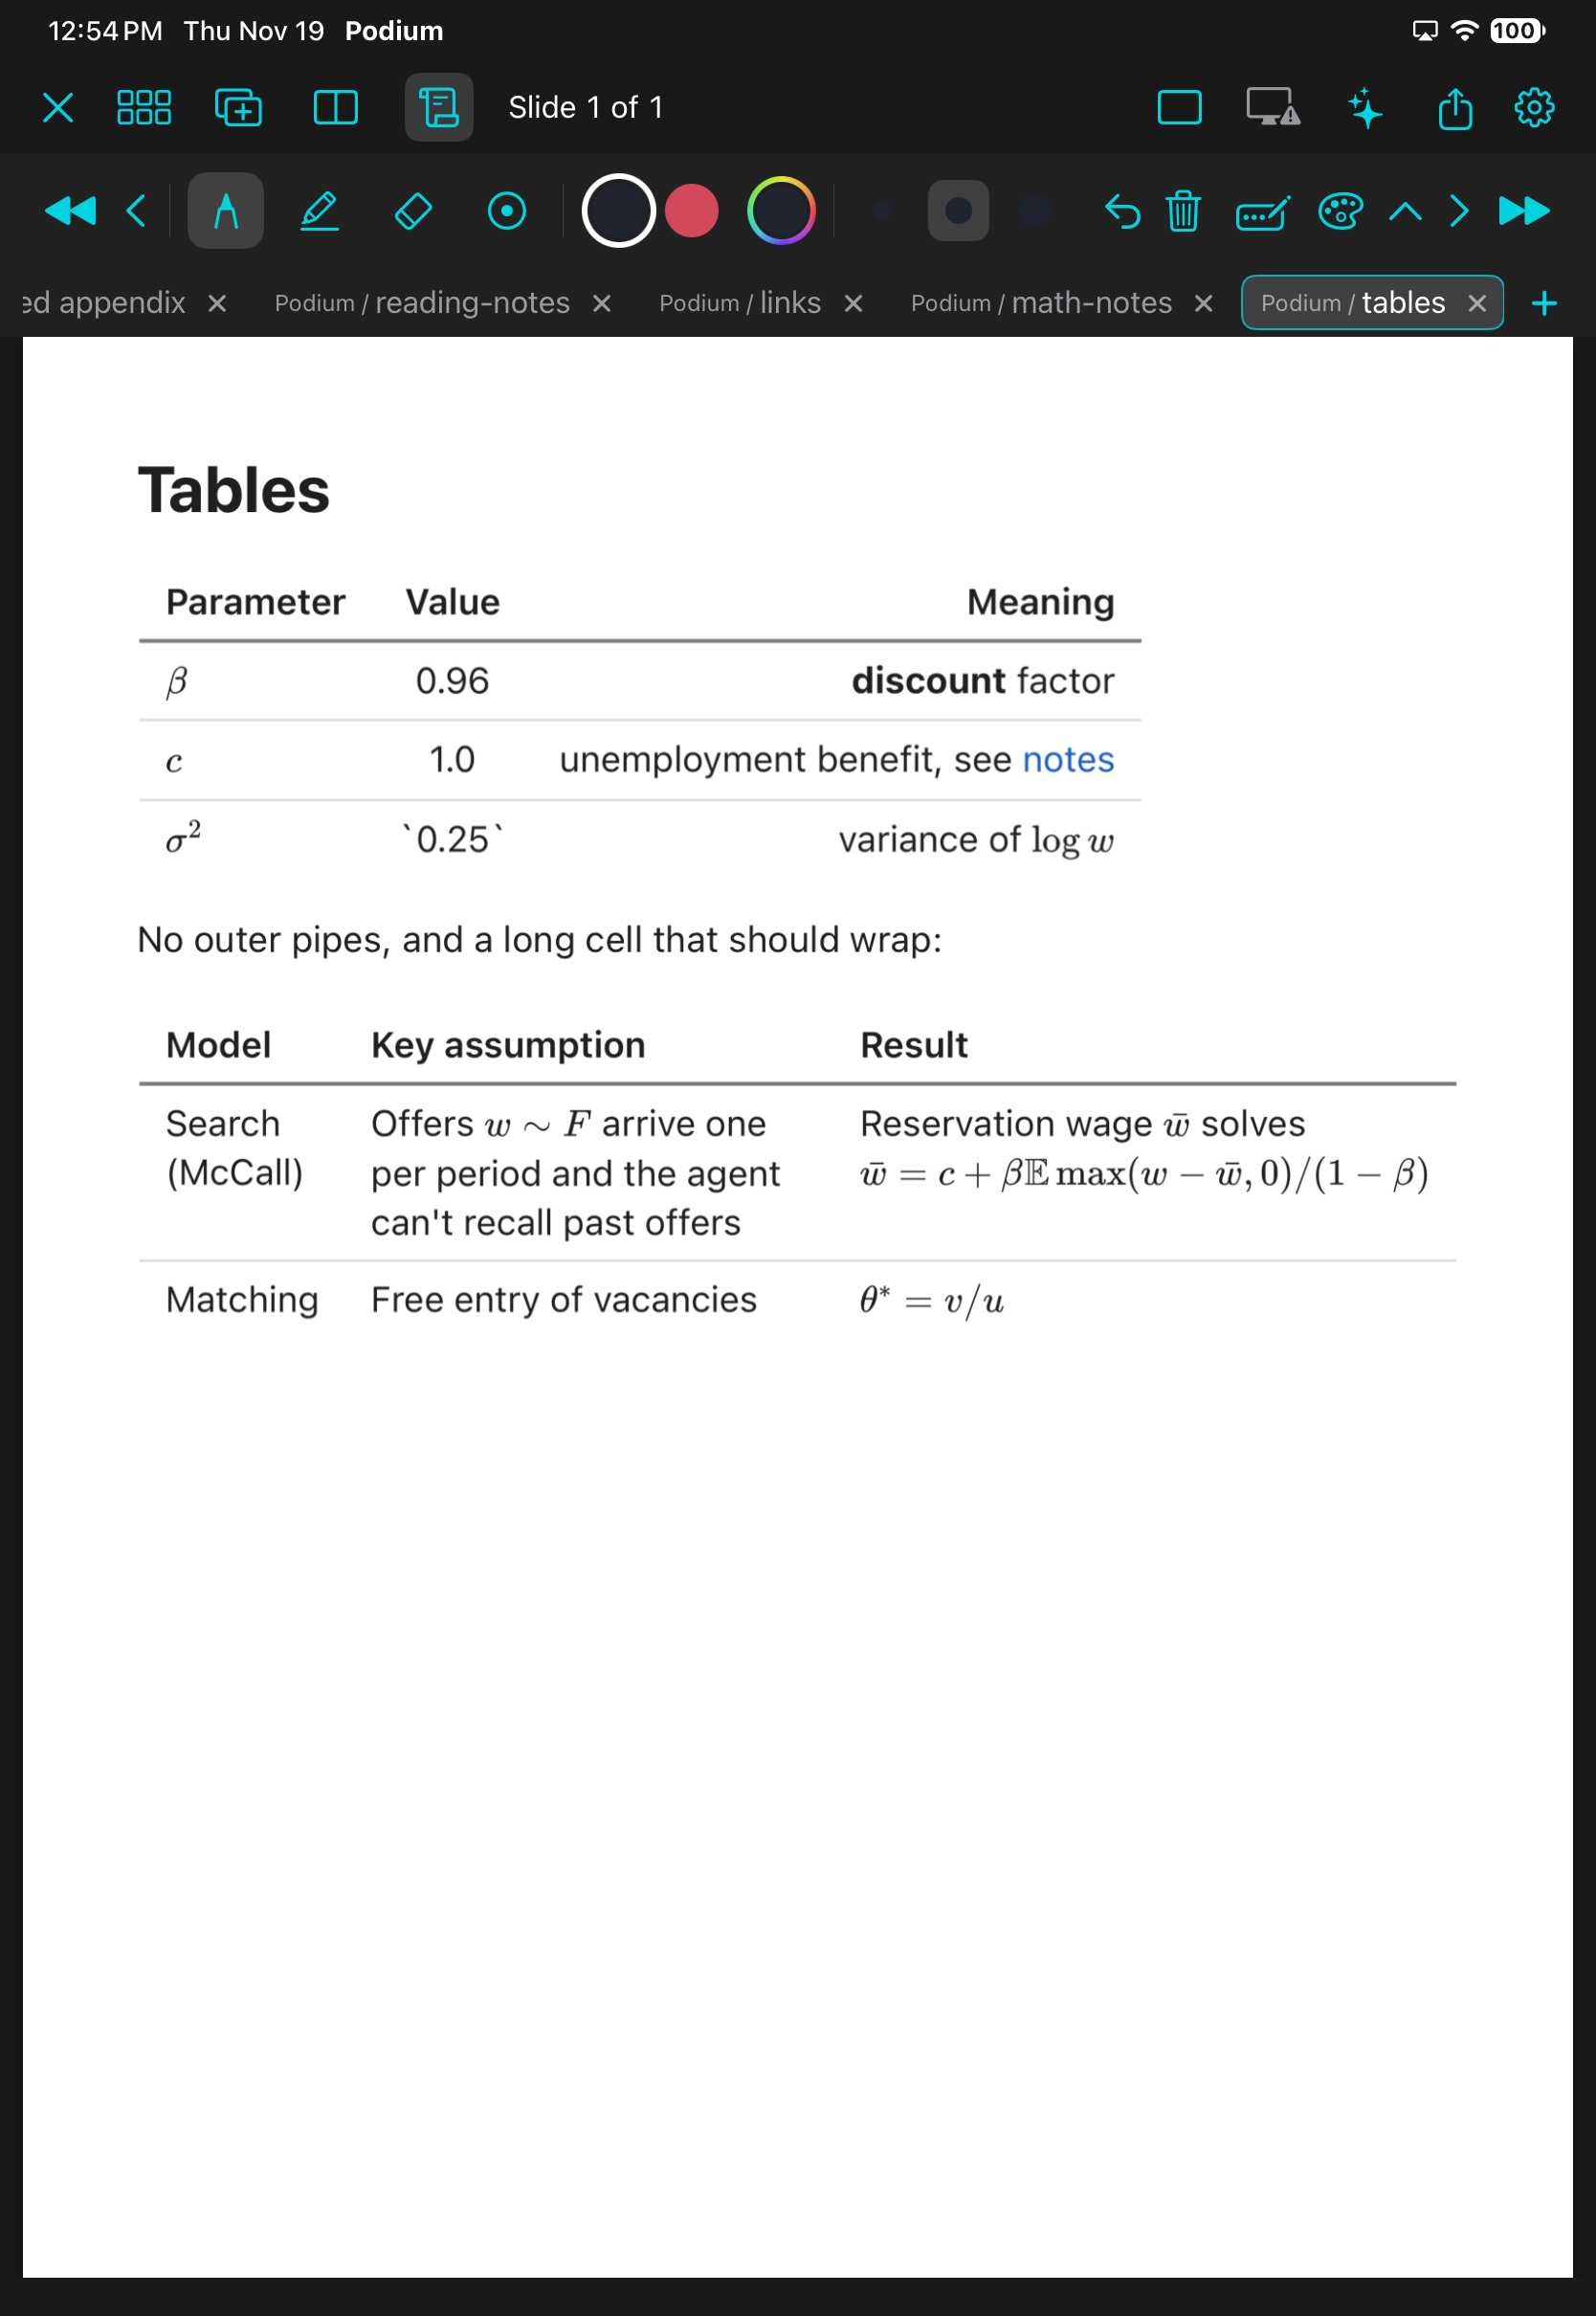 12:54 PM Thu Nov 19 Podium 100
Slide 1 of 1
ed appendix × Podium / reading-notes × Podium / links × Podium / math-notes × Podium / tables × +
Tables
Parameter Value Meaning
β 0.96 discount factor
c 1.0 unemployment benefit, see notes
σ² `0.25` variance of log w
No outer pipes, and a long cell that should wrap:
Model Key assumption Result
Search Offers w ∼ F arrive one Reservation wage w̄ solves
(McCall) per period and the agent w̄ = c + β𝔼 max(w − w̄, 0)/(1 − β)
can't recall past offers
Matching Free entry of vacancies θ* = v/u